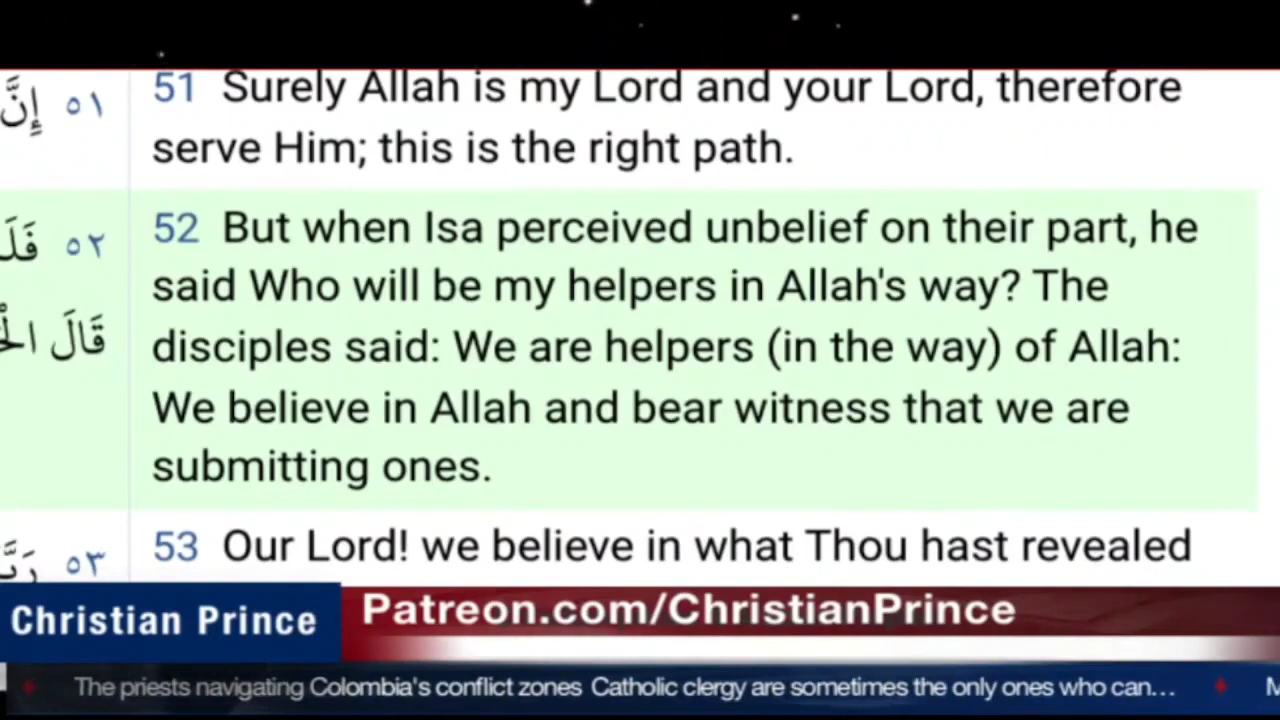 إِنَّ ٥١
51 Surely Allah is my Lord and your Lord, therefore
serve Him; this is the right path.
٥٢
قَالَ
52 But when Isa perceived unbelief on their part, he
said Who will be my helpers in Allah's way? The
disciples said: We are helpers (in the way) of Allah:
We believe in Allah and bear witness that we are
submitting ones.
٥٣
53 Our Lord! we believe in what Thou hast revealed
Christian Prince
Patreon.com/ChristianPrince
The priests navigating Colombia's conflict zones Catholic clergy are sometimes the only ones who can...